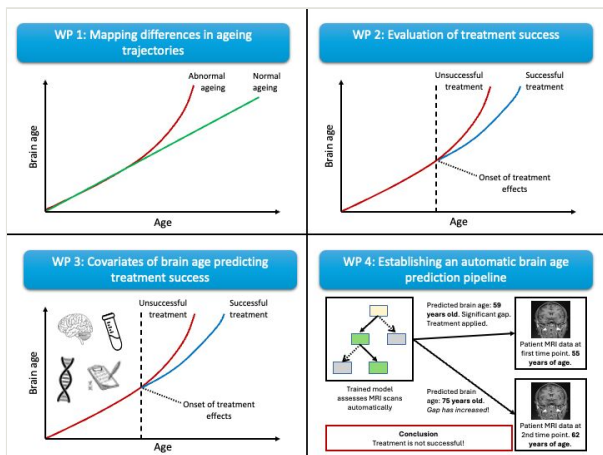 WP 1: Mapping differences in ageing
trajectories
Abnormal
ageing
Normal
ageing
Brain age
Age
WP 2: Evaluation of treatment success
Unsuccessful
treatment
Successful
treatment
Brain age
Onset of treatment
effects
Age
WP 3: Covariates of brain age predicting
treatment success
Unsuccessful
treatment
Successful
treatment
Brain age
Onset of treatment
effects
Age
WP 4: Establishing an automatic brain age
prediction pipeline
Predicted brain age: 59
years old. Significant gap.
Treatment applied.
Patient MRI data at
first time point. 55
years of age.
Trained model
assesses MRI scans
automatically
Predicted brain
age: 75 years old.
Gap has increased!
Patient MRI data at
2nd time point. 62
years of age.
Conclusion
Treatment is not successful!